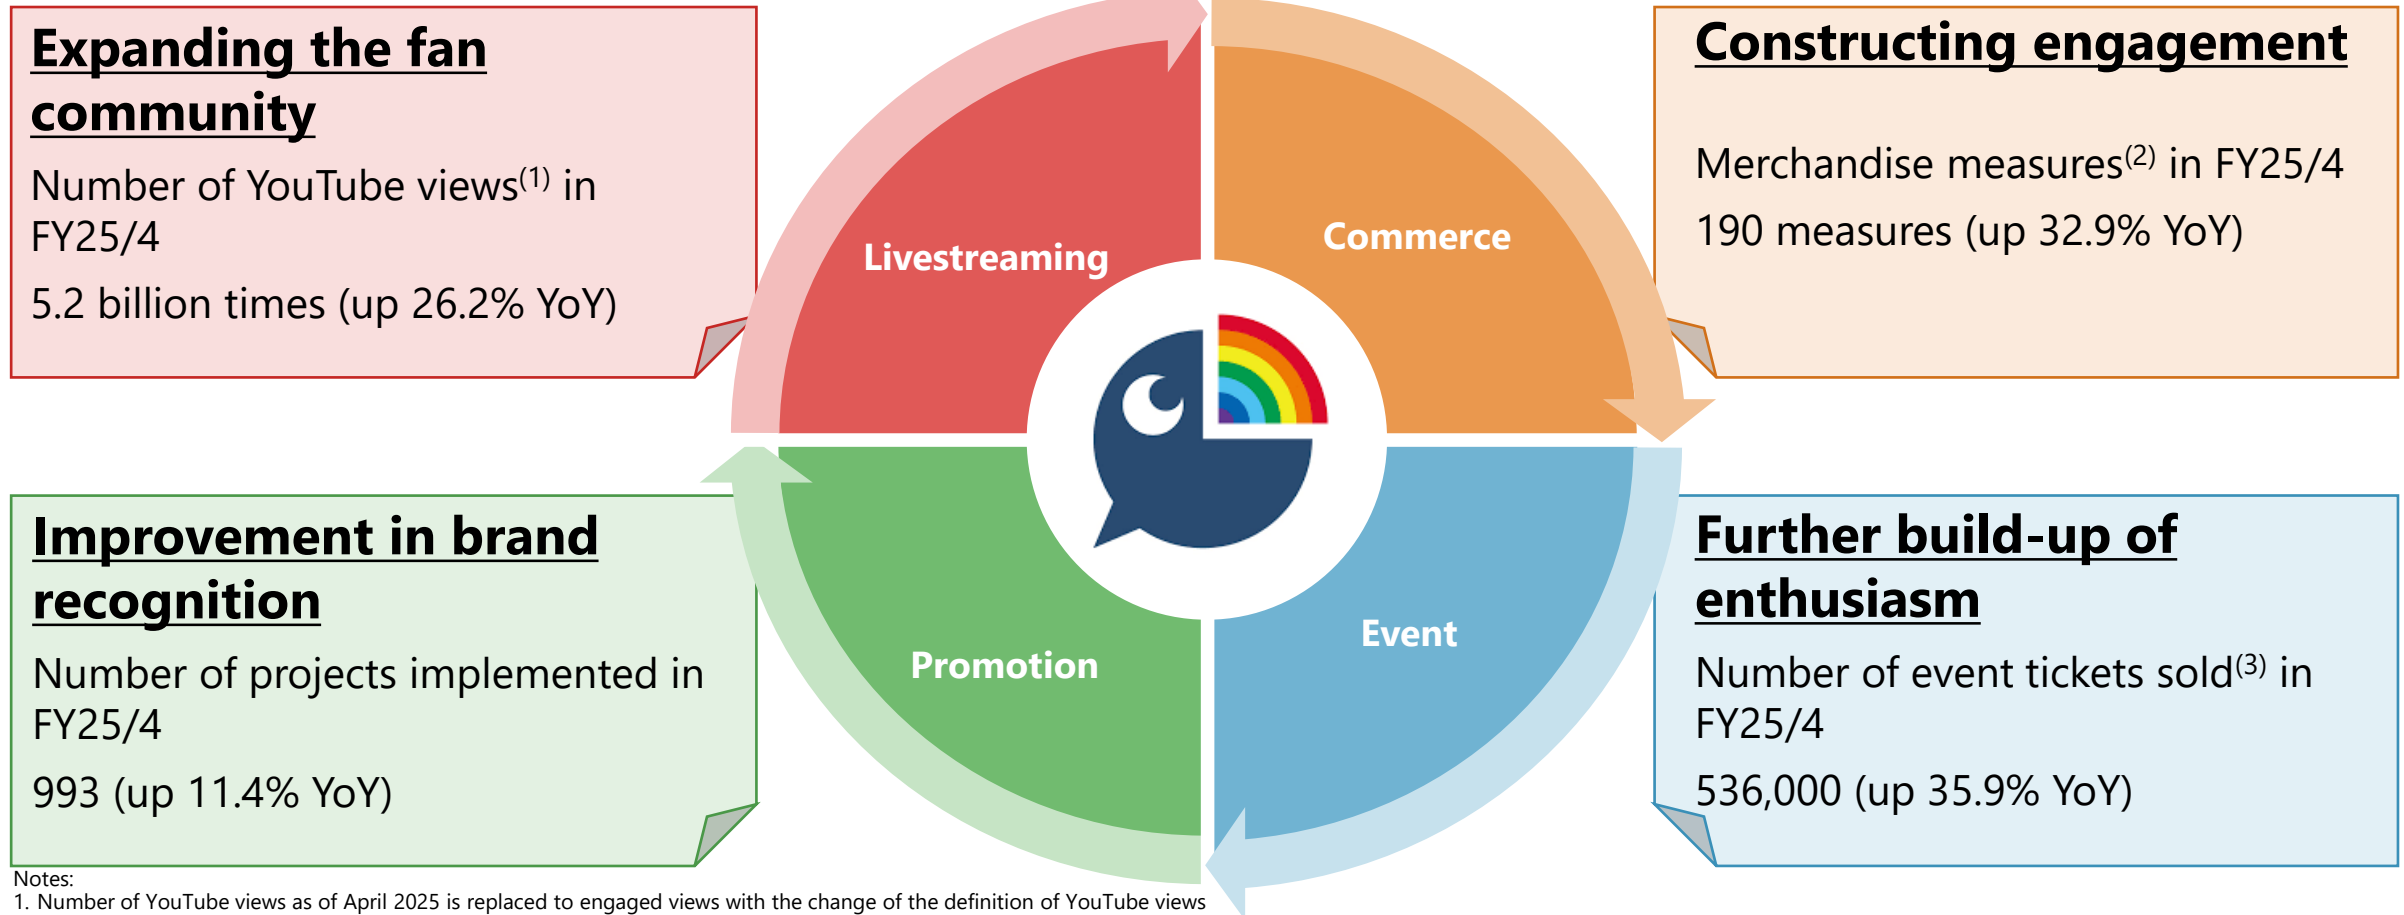 Expanding the fan
community
Number of YouTube views(1) in
FY25/4
5.2 billion times (up 26.2% YoY)
Livestreaming
Commerce
Constructing engagement
Merchandise measures(2) in FY25/4
190 measures (up 32.9% YoY)
Improvement in brand
recognition
Number of projects implemented in
FY25/4
993 (up 11.4% YoY)
Promotion
Event
Further build-up of
enthusiasm
Number of event tickets sold(3) in
FY25/4
536,000 (up 35.9% YoY)
Notes:
1. Number of YouTube views as of April 2025 is replaced to engaged views with the change of the definition of YouTube views